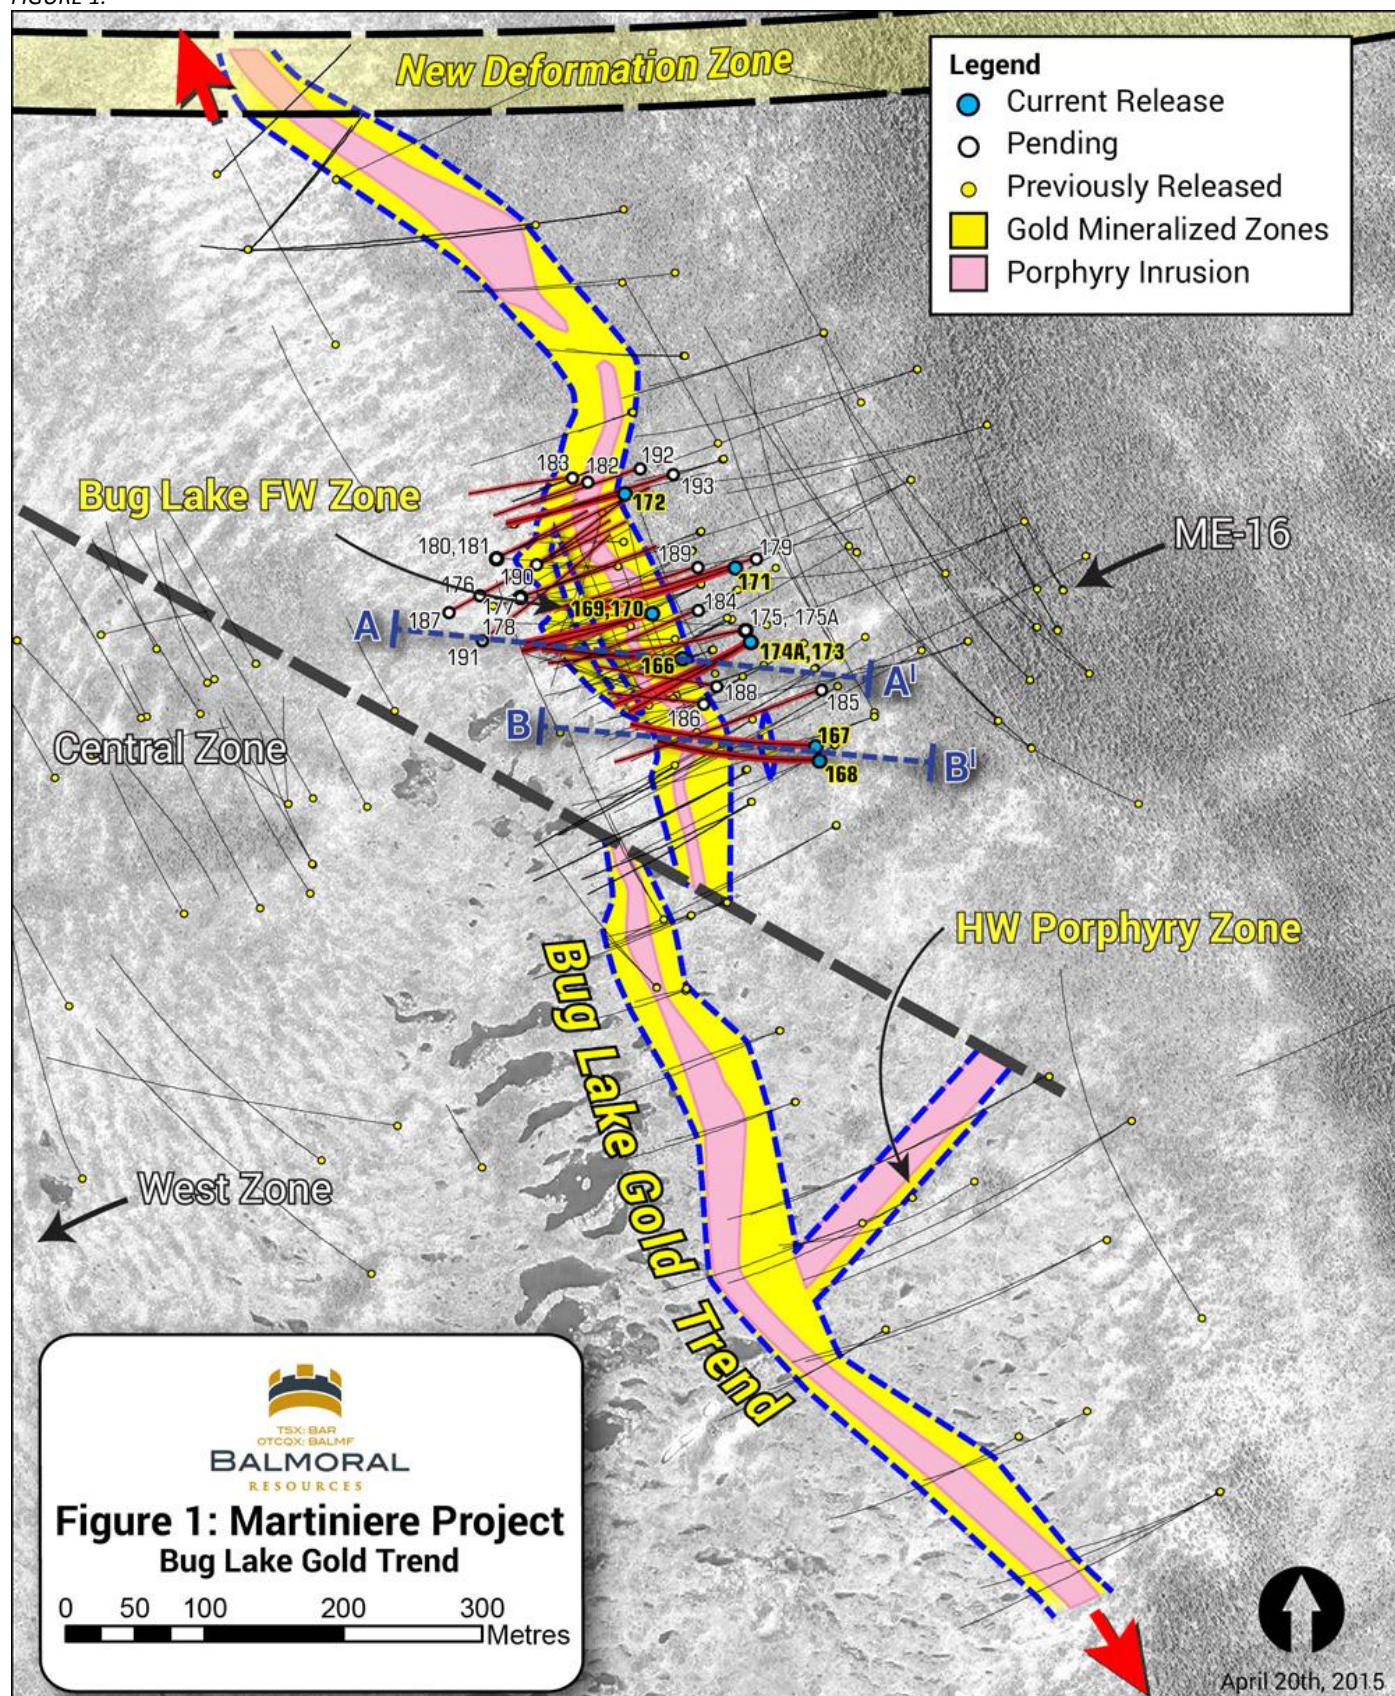 FIGURE 1:
New Deformation Zone
Legend
Current Release
Pending
Previously Released
Gold Mineralized Zones
Porphyry Inrusion
192
183
182
193
Bug Lake FW Zone
172
ME-16
180,181
189
179
190
171
176
177
169,170
184
187
175, 175A
A
178
174A,173
191
166
A|
188
185
B
186
167
Central Zone
B|
168
HW Porphyry Zone
Bug Lake Gold Trend
West Zone
TSX: BAR
OTCQX: BALMF
BALMORAL
RESOURCES
Figure 1: Martiniere Project
Bug Lake Gold Trend
0 50 100 200 300
Metres
April 20th, 2015